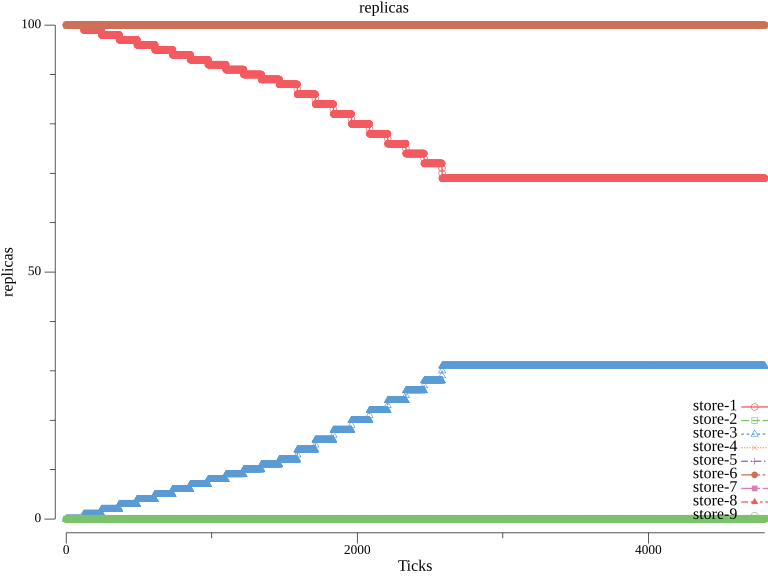 replicas
100
50
0
replicas
store-1
store-2
store-3
store-4
store-5
store-6
store-7
store-8
store-9
0 2000 4000
Ticks